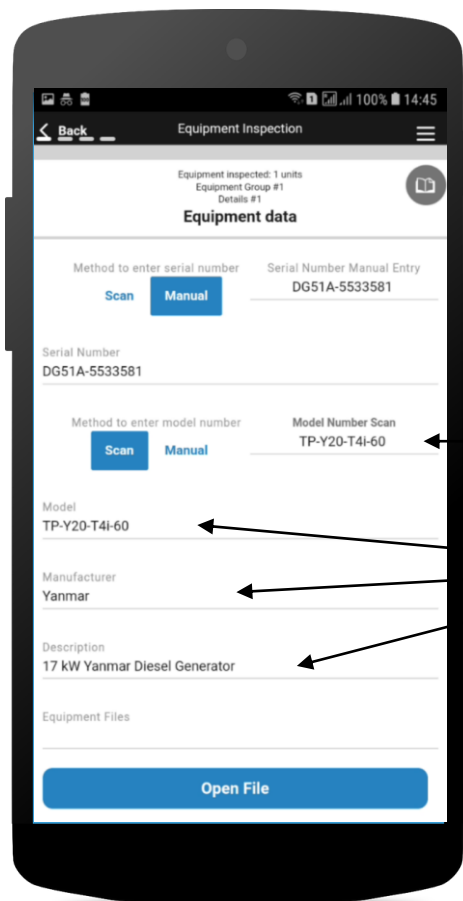 1 100% 14:45
Back Equipment Inspection
Equipment inspected: 1 units
Equipment Group #1
Details #1
Equipment data
Method to enter serial number Serial Number Manual Entry
Scan Manual DG51A-5533581
Serial Number
DG51A-5533581
Method to enter model number Model Number Scan
Scan Manual TP-Y20-T4i-60
Model
TP-Y20-T4i-60
Manufacturer
Yanmar
Description
17 kW Yanmar Diesel Generator
Equipment Files
Open File